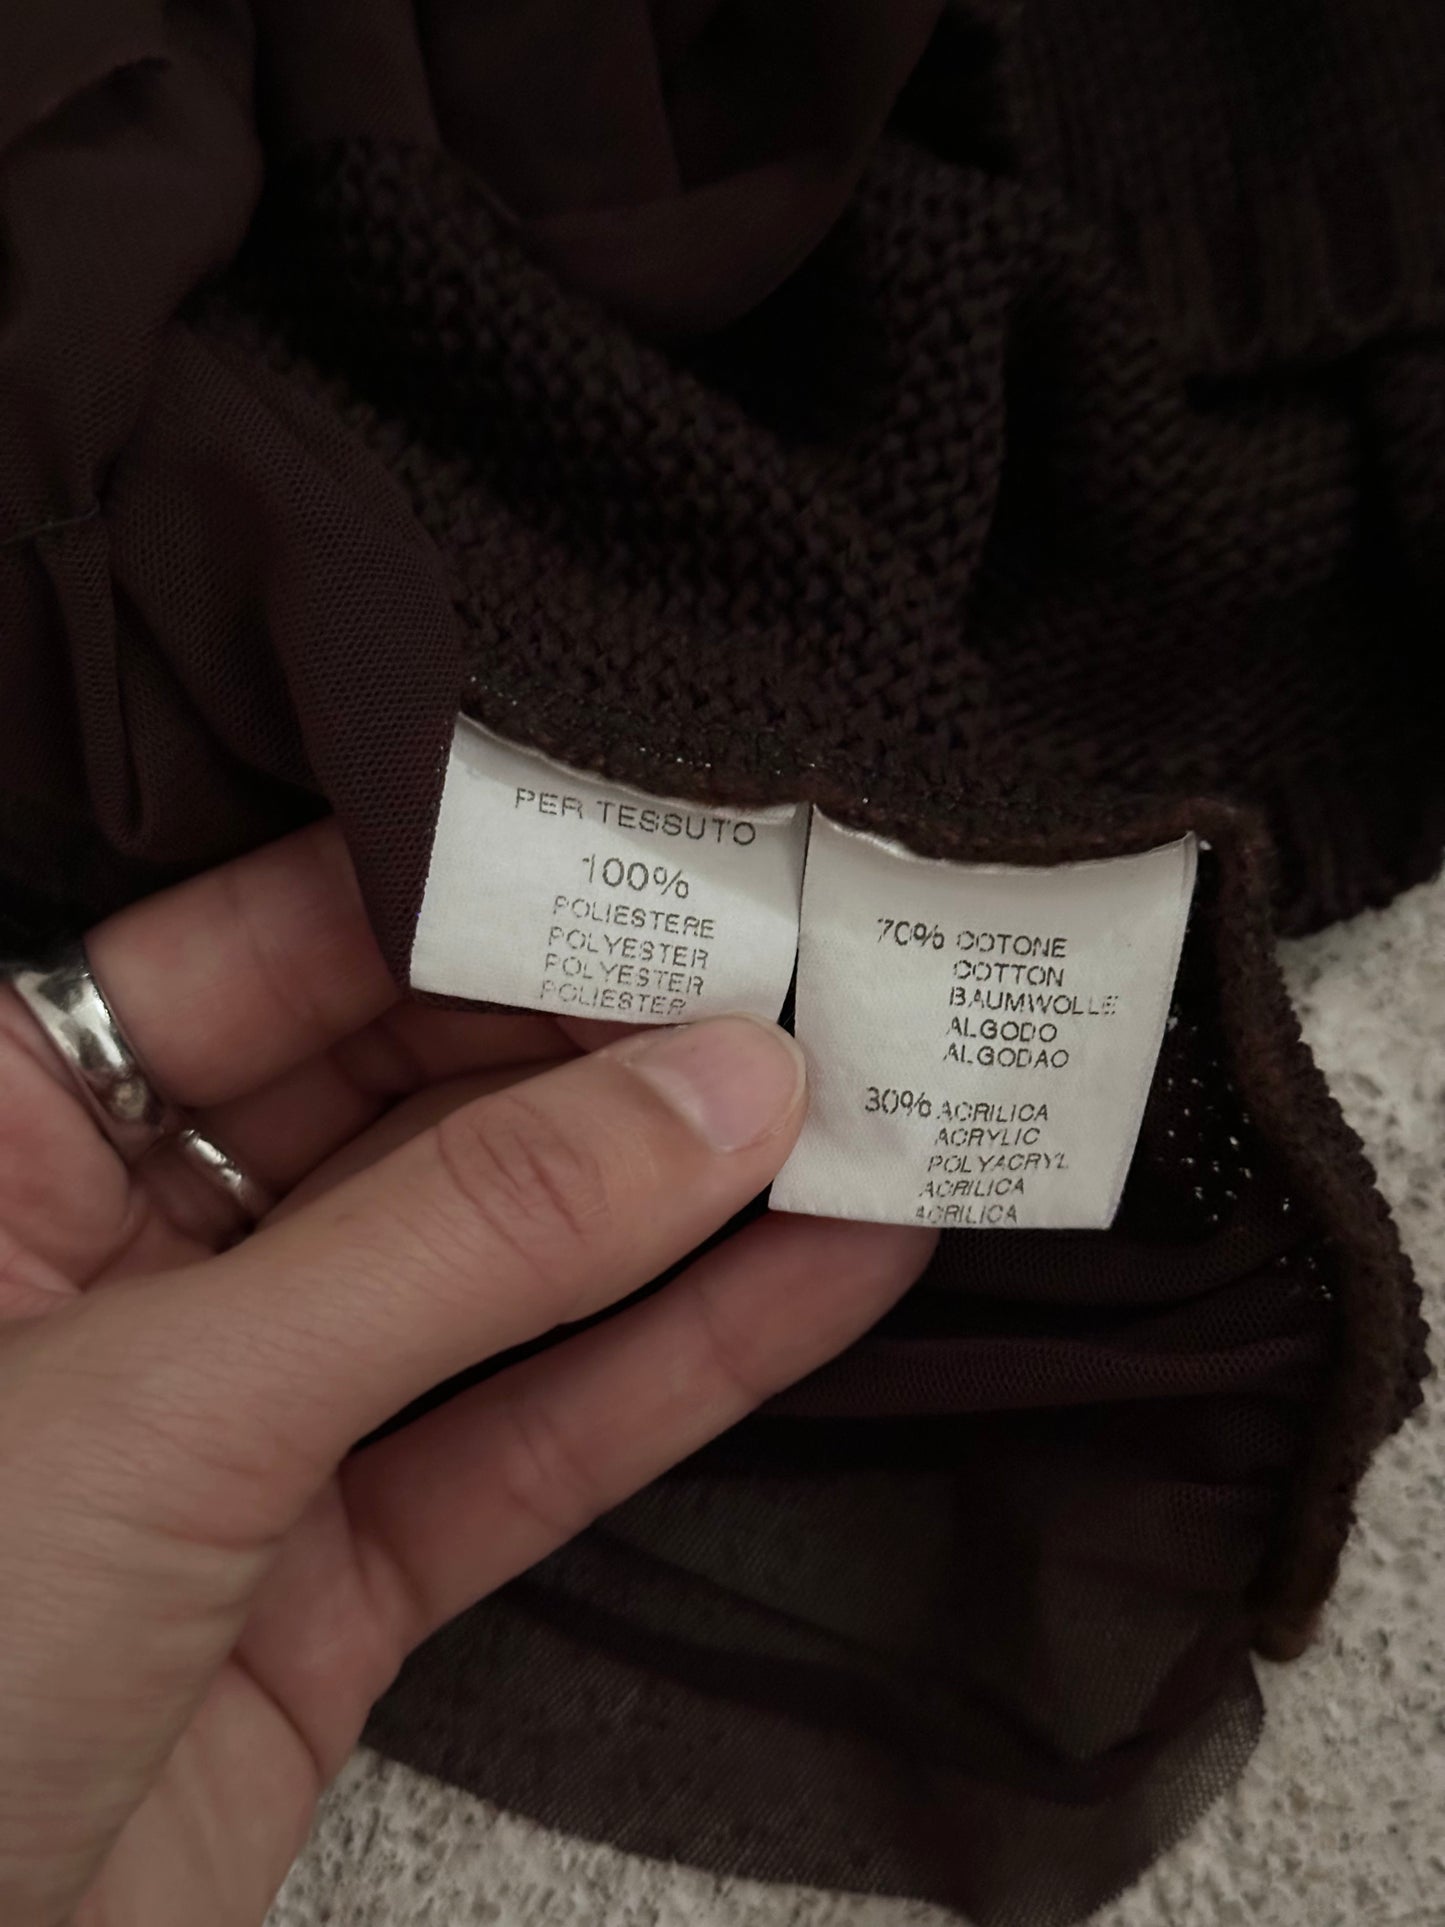 PER TESSUTO
100%
POLIESTERE
POLYESTER
POLYESTER
POLIESTER
70% COTONE
COTTON
BAUMWOLLE
ALGODO
ALGODAO
30% ACRILICA
ACRYLIC
POLYACRYL
ACRILICA
ACRILICA